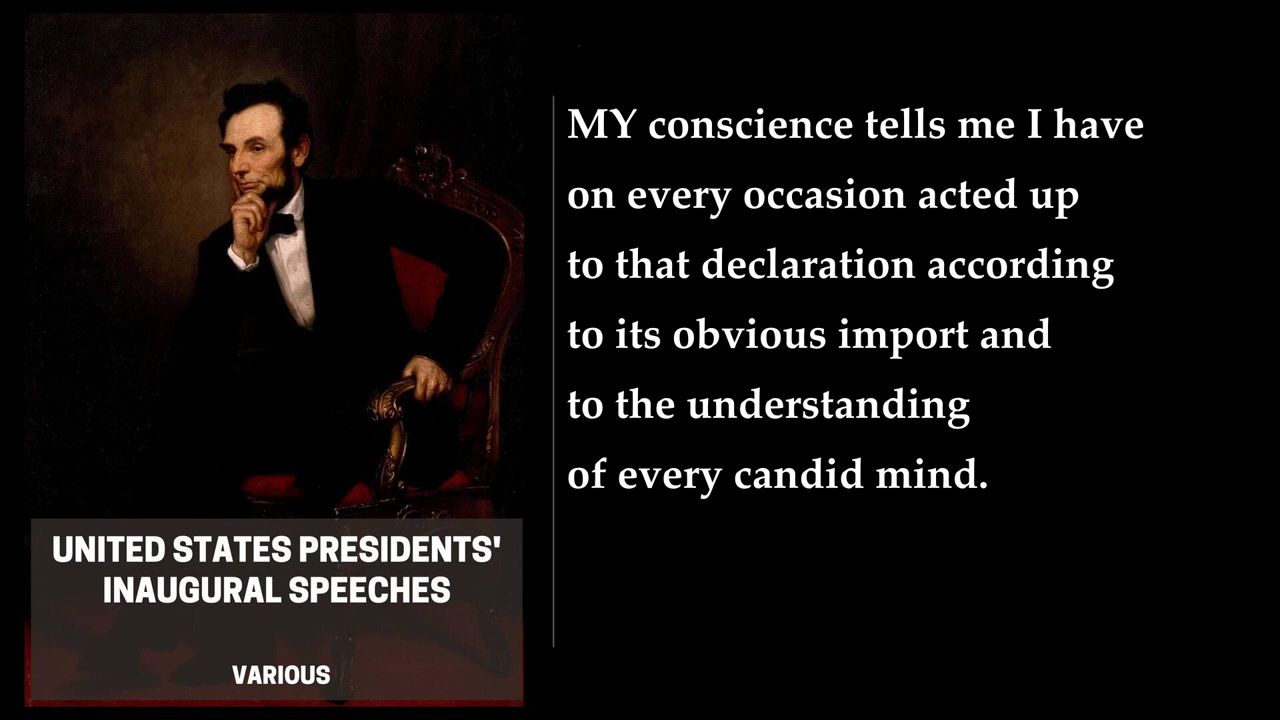 MY conscience tells me I have
on every occasion acted up
to that declaration according
to its obvious import and
to the understanding
of every candid mind.
UNITED STATES PRESIDENTS'
INAUGURAL SPEECHES
VARIOUS